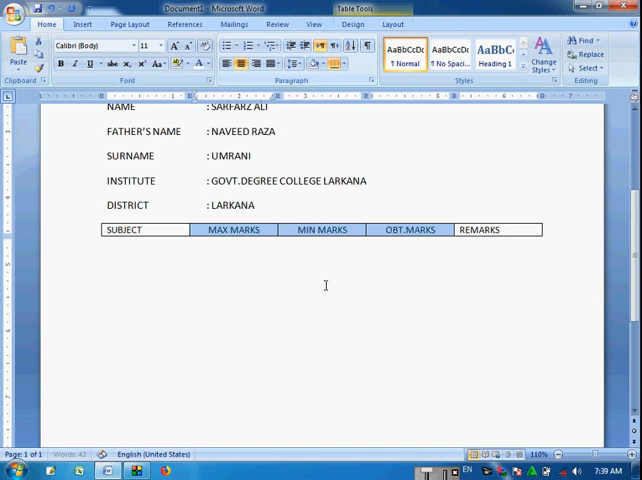 Document1 - Microsoft Word
Table Tools
Home Insert Page Layout References Mailings Review View Design Layout
Paste
Calibri (Body) 11
B I U abc
Change Styles
AaBbCcDc AaBbCcDc AaBbC
¶ Normal ¶ No Spaci... Heading 1
Find
Replace
Select
Clipboard Font Paragraph Styles Editing
NAME : SARFARZ ALI
FATHER'S NAME : NAVEED RAZA
SURNAME : UMRANI
INSTITUTE : GOVT.DEGREE COLLEGE LARKANA
DISTRICT : LARKANA
SUBJECT MAX MARKS MIN MARKS OBT.MARKS REMARKS
Page: 1 of 1 Words: 42 English (United States) 110%
EN 7:39 AM